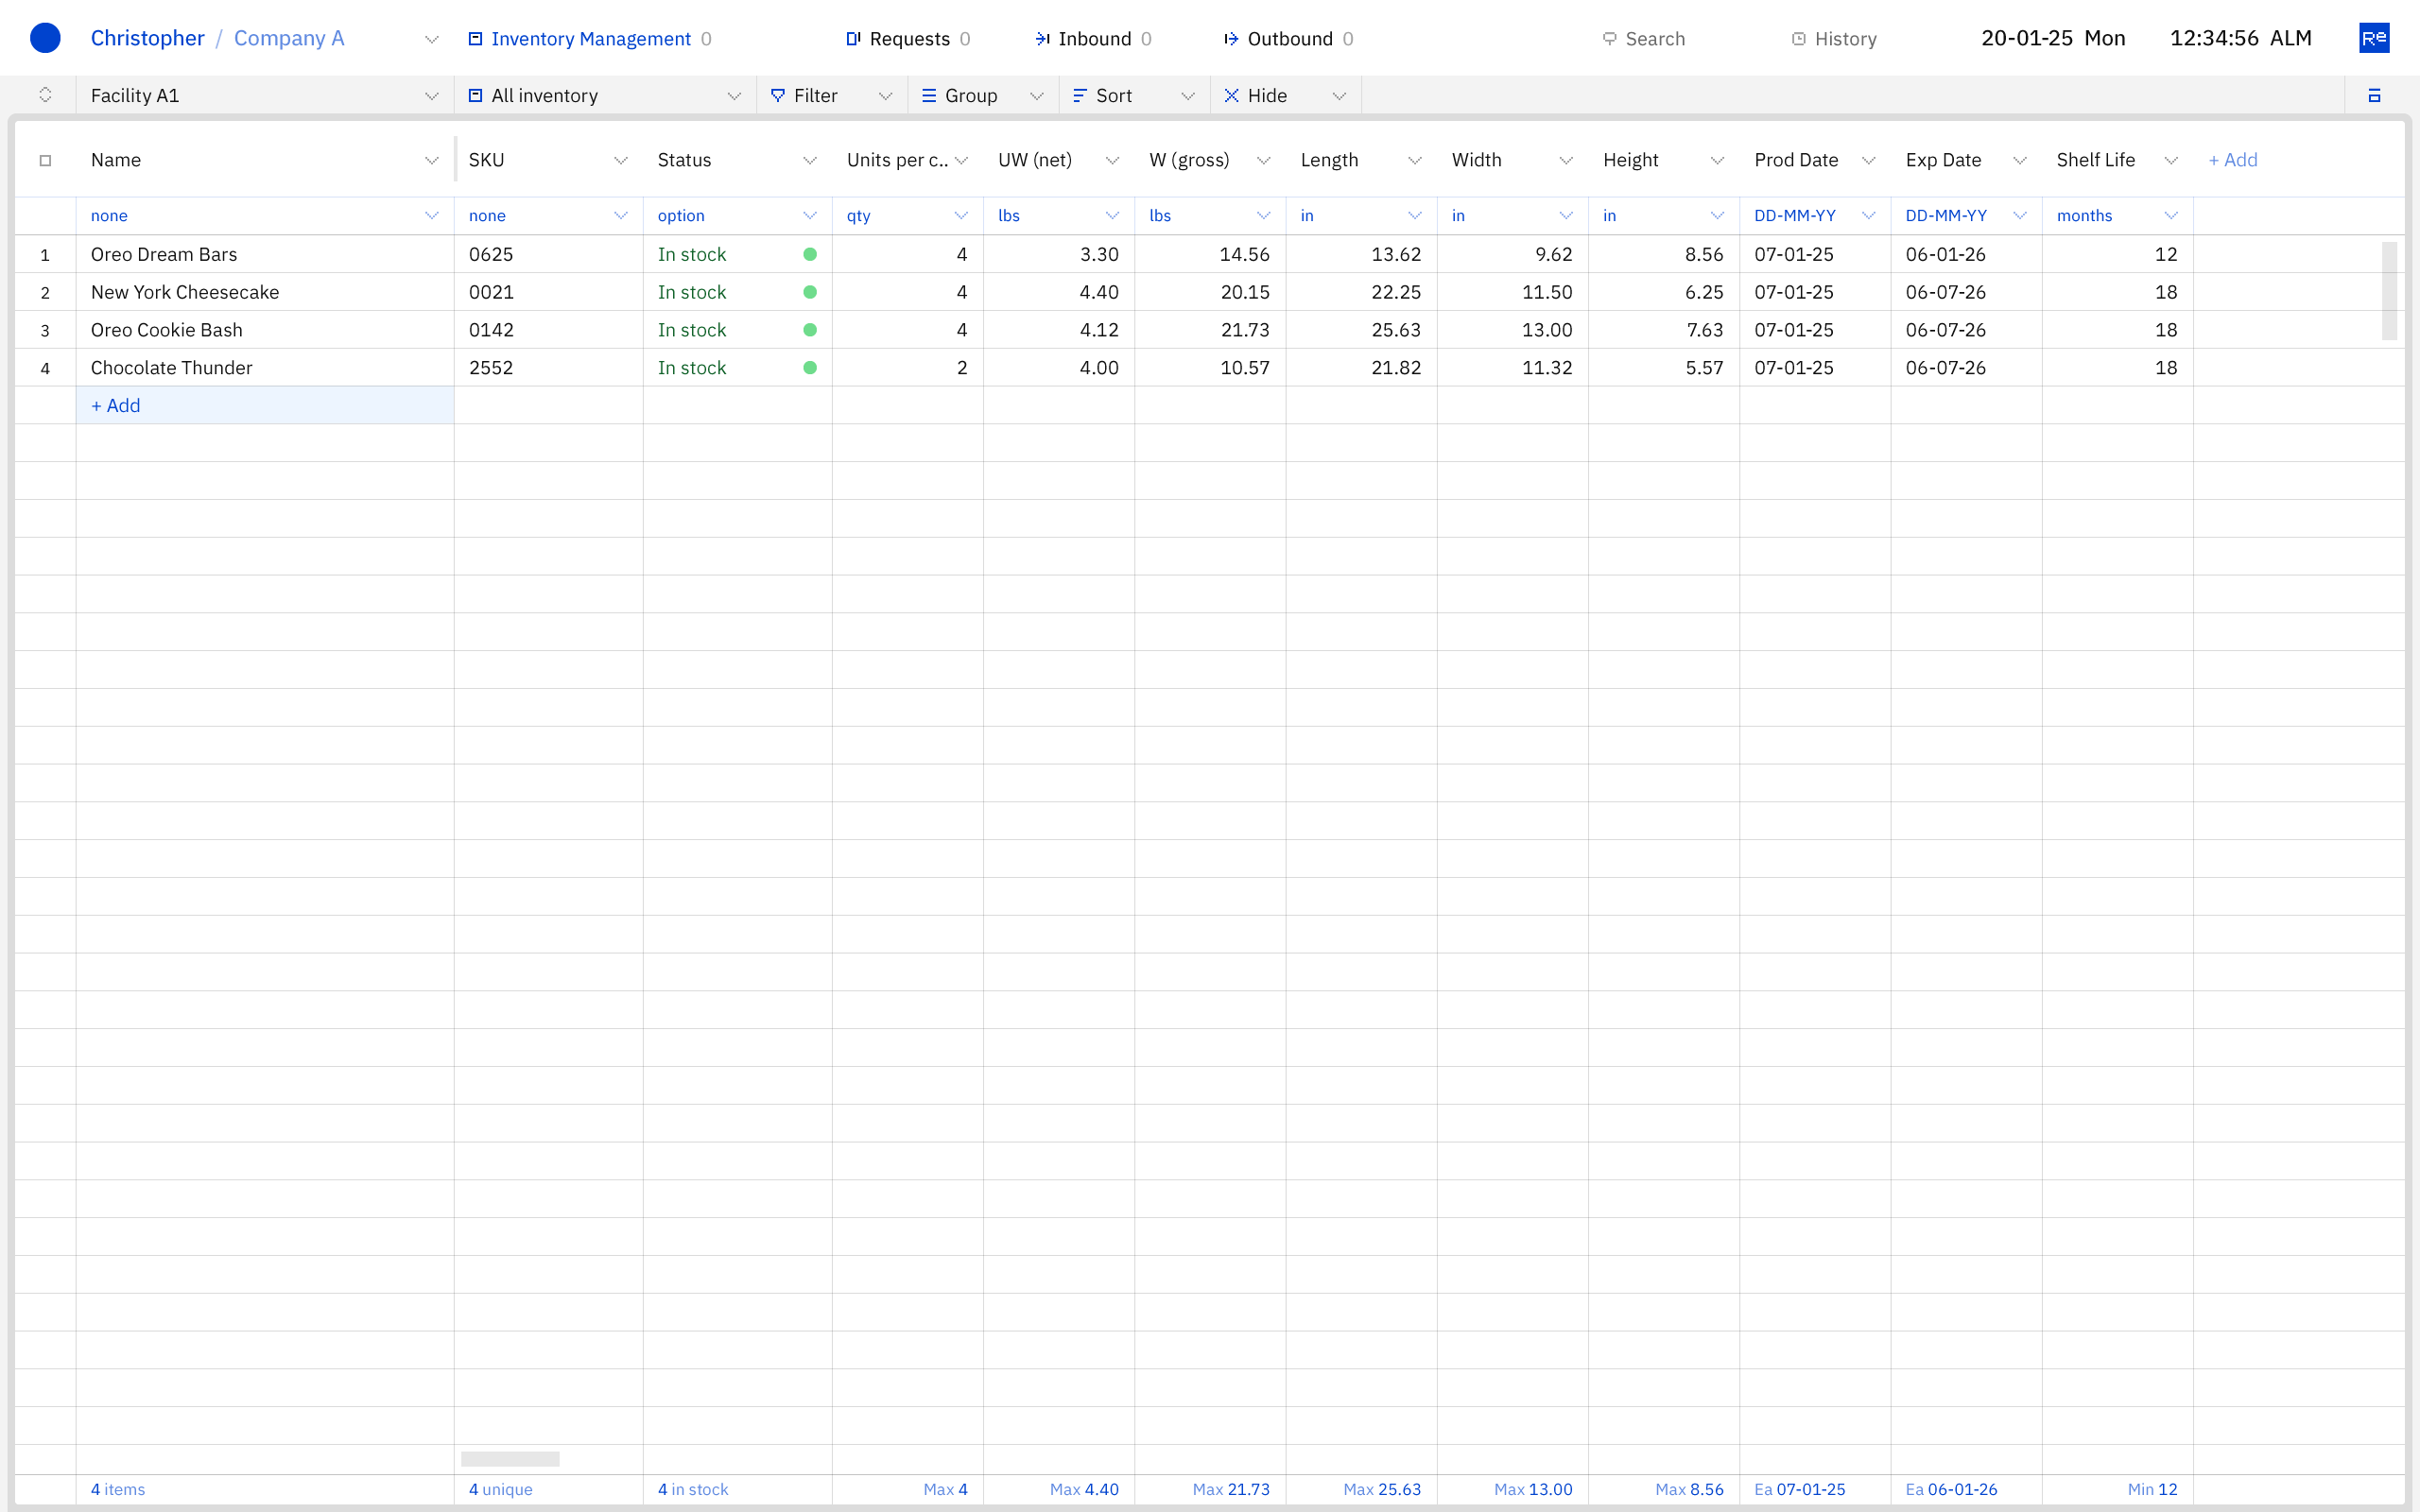 Christopher / Company A Inventory Management 0 Requests 0 Inbound 0 Outbound 0 Search History 20-01-25 Mon 12:34:56 ALM Re
Facility A1 All inventory Filter Group Sort Hide
Name SKU Status Units per c.. UW (net) W (gross) Length Width Height Prod Date Exp Date Shelf Life + Add
none none option qty lbs lbs in in in DD-MM-YY DD-MM-YY months
1 Oreo Dream Bars 0625 In stock 4 3.30 14.56 13.62 9.62 8.56 07-01-25 06-01-26 12
2 New York Cheesecake 0021 In stock 4 4.40 20.15 22.25 11.50 6.25 07-01-25 06-07-26 18
3 Oreo Cookie Bash 0142 In stock 4 4.12 21.73 25.63 13.00 7.63 07-01-25 06-07-26 18
4 Chocolate Thunder 2552 In stock 2 4.00 10.57 21.82 11.32 5.57 07-01-25 06-07-26 18
+ Add
4 items 4 unique 4 in stock Max 4 Max 4.40 Max 21.73 Max 25.63 Max 13.00 Max 8.56 Ea 07-01-25 Ea 06-01-26 Min 12